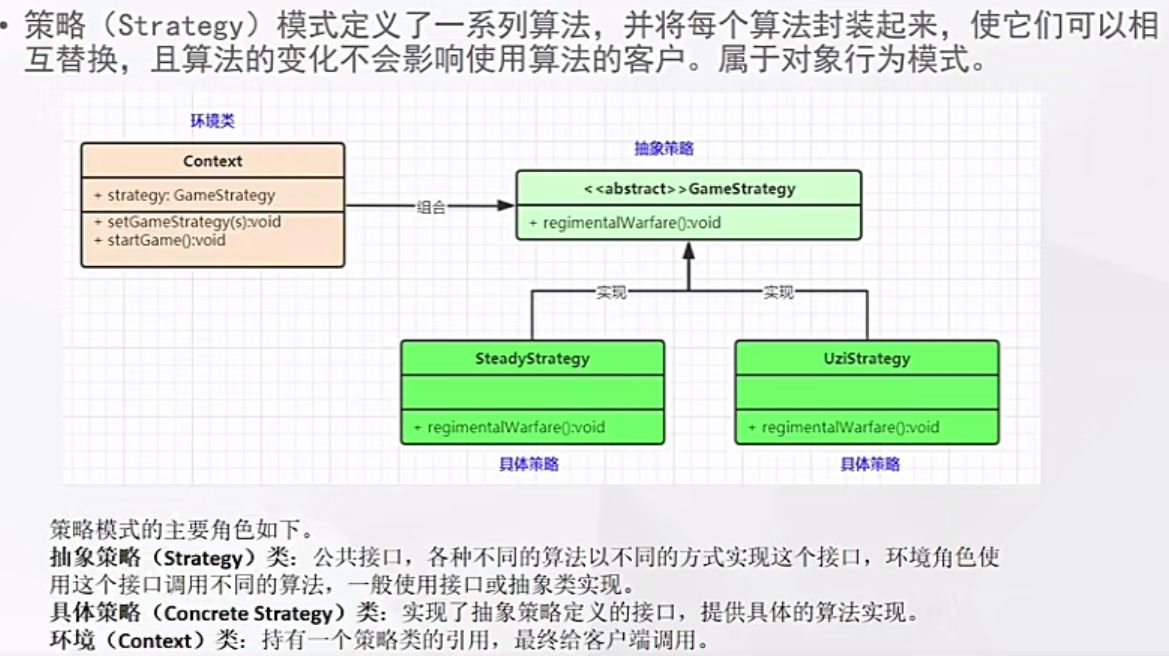 • 策略（Strategy）模式定义了一系列算法，并将每个算法封装起来，使它们可以相
互替换，且算法的变化不会影响使用算法的客户。属于对象行为模式。
环境类
Context
+ strategy: GameStrategy
+ setGameStrategy(s):void
+ startGame():void
组合
抽象策略
<<abstract>>GameStrategy
+ regimentalWarfare():void
实现
实现
SteadyStrategy
+ regimentalWarfare():void
具体策略
UziStrategy
+ regimentalWarfare():void
具体策略
策略模式的主要角色如下。
抽象策略（Strategy）类：公共接口，各种不同的算法以不同的方式实现这个接口，环境角色使
用这个接口调用不同的算法，一般使用接口或抽象类实现。
具体策略（Concrete Strategy）类：实现了抽象策略定义的接口，提供具体的算法实现。
环境（Context）类：持有一个策略类的引用，最终给客户端调用。